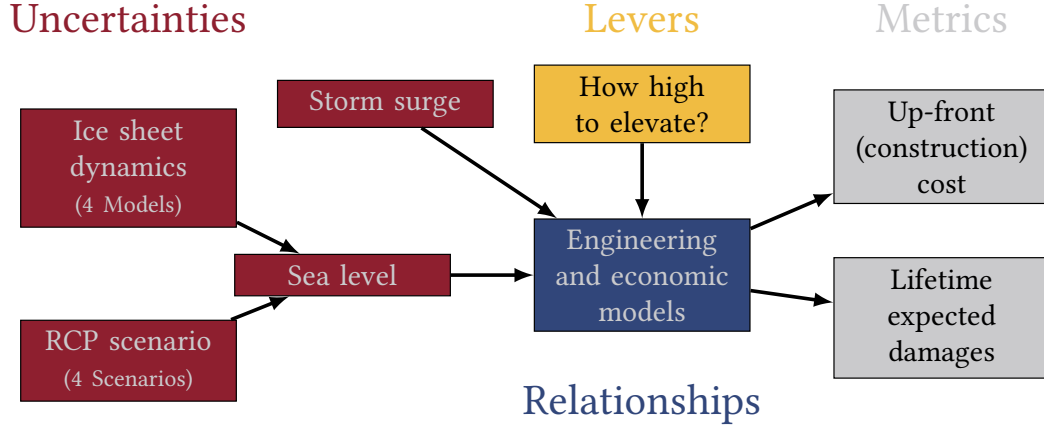 Uncertainties
Levers
Metrics
Storm surge
How high
to elevate?
Ice sheet
dynamics
(4 Models)
Up-front
(construction)
cost
Sea level
Engineering
and economic
models
Lifetime
expected
damages
RCP scenario
(4 Scenarios)
Relationships